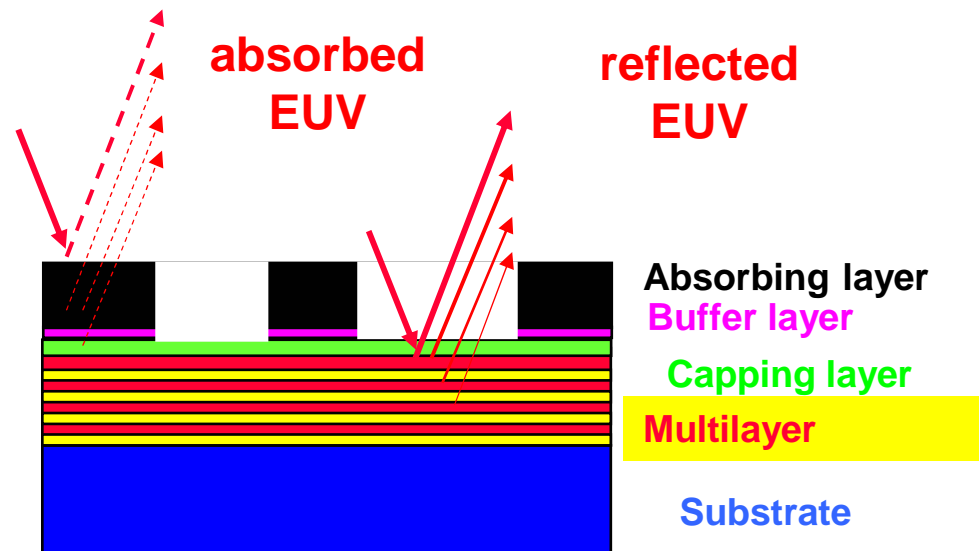 absorbed
EUV
reflected
EUV
Absorbing layer
Buffer layer
Capping layer
Multilayer
Substrate